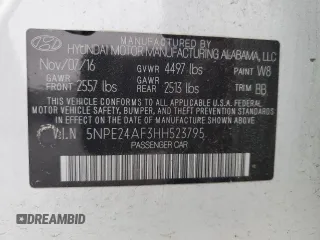 MANUFACTURED BY
HYUNDAI MOTOR MANUFACTURING ALABAMA, LLC
Nov/07/16 GVWR 4497 lbs PAINT W8
GAWR FRONT 2557 lbs GAWR REAR 2513 lbs TRIM BB
THIS VEHICLE CONFORMS TO ALL APPLICABLE
U.S. FEDERAL MOTOR VEHICLE SAFETY, BUMPER,
AND THEFT PREVENTION STANDARDS IN EFFECT ON
THE DATE OF MANUFACTURE SHOWN ABOVE.
V.I.N 5NPE24AF3HH523795
PASSENGER CAR
© DREAMBID
DREAMBID.COM